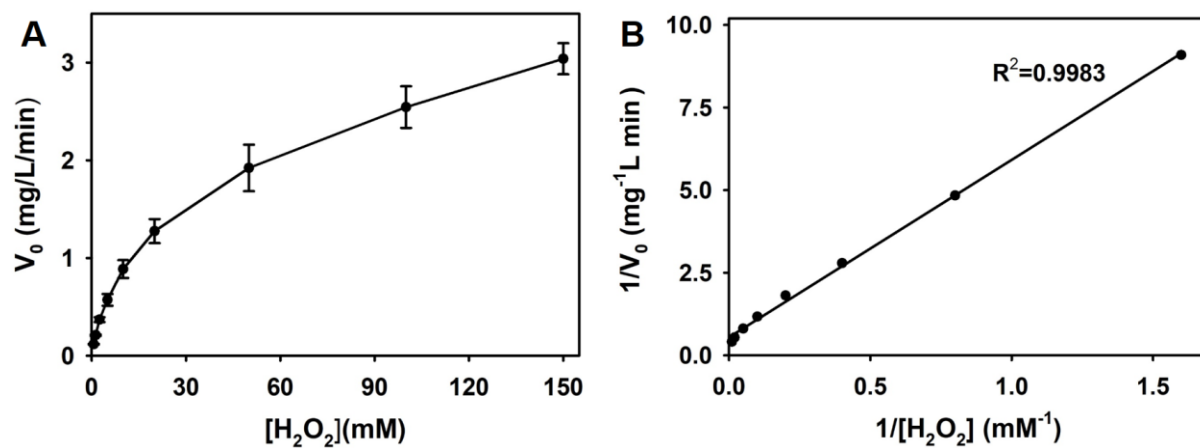 A
V₀ (mg/L/min)
3
2
1
0
0 30 60 90 120 150
[H₂O₂](mM)
B
R²=0.9983
1/V₀ (mg⁻¹L min)
10.0
7.5
5.0
2.5
0.0
0.0 0.5 1.0 1.5
1/[H₂O₂] (mM⁻¹)